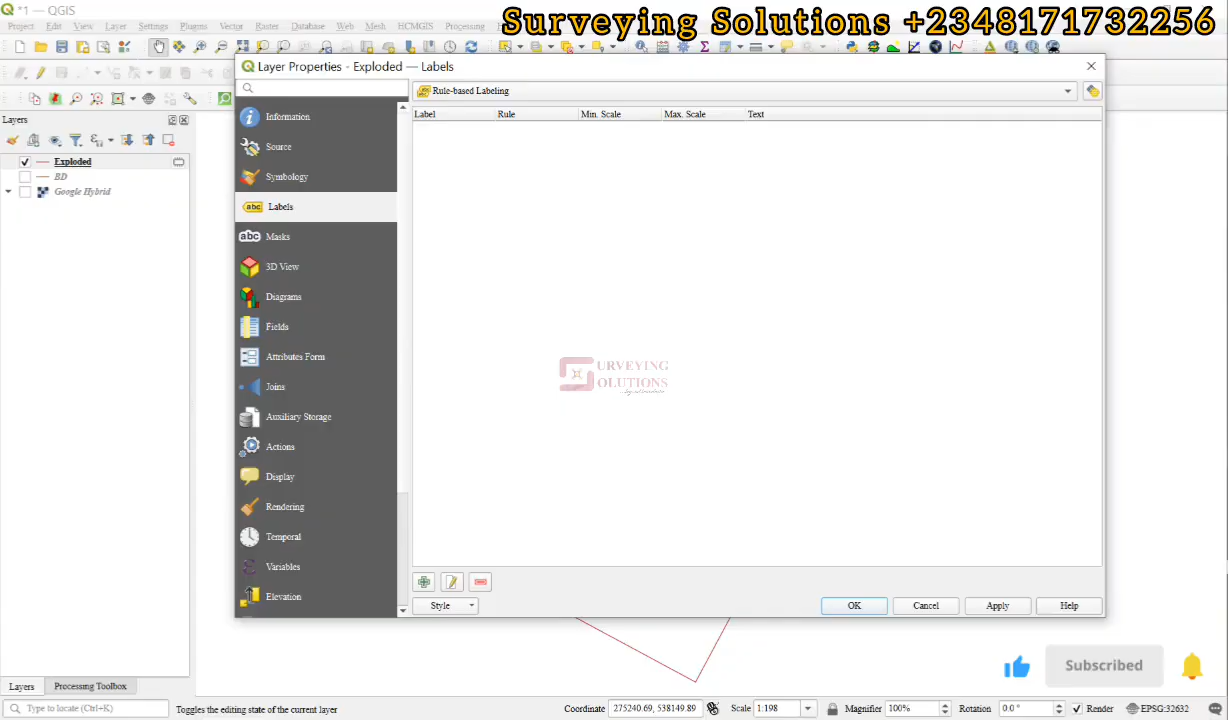 *1 — QGIS
Surveying Solutions +2348171732256
Project Edit View Layer Settings Plugins Vector Raster Database Web Mesh HCMGIS Processing
Layer Properties - Exploded — Labels
Rule-based Labeling
Label Rule Min. Scale Max. Scale Text
Information
Source
Symbology
Labels
Masks
3D View
Diagrams
Fields
Attributes Form
Joins
Auxiliary Storage
Actions
Display
Rendering
Temporal
Variables
Elevation
Layers
Exploded
BD
Google Hybrid
URVEYING
OLUTIONS
Style
OK Cancel Apply Help
Subscribed
Layers Processing Toolbox
Type to locate (Ctrl+K) Toggles the editing state of the current layer Coordinate 275240.69, 538149.89 Scale 1:198 Magnifier 100% Rotation 0.0 ° Render EPSG:32632